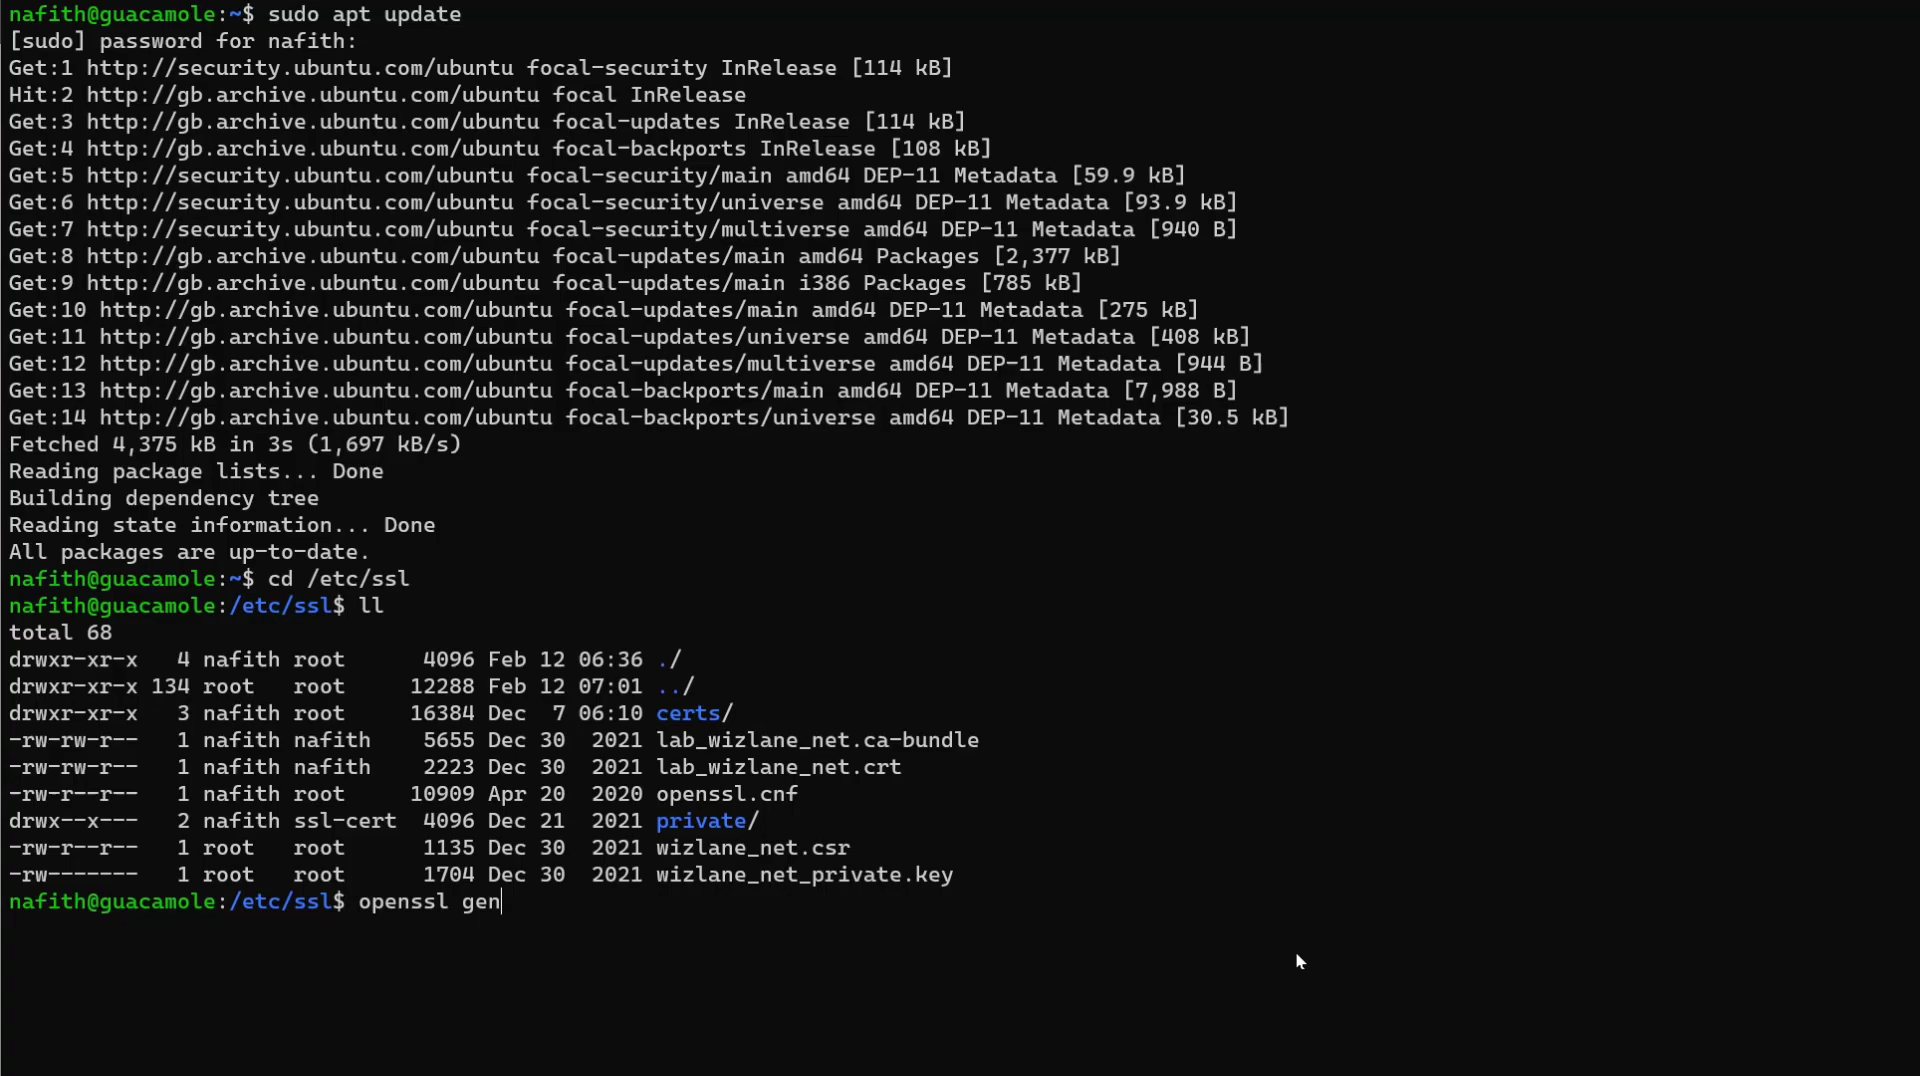 nafith@guacamole:~$ sudo apt update
[sudo] password for nafith:
Get:1 http://security.ubuntu.com/ubuntu focal-security InRelease [114 kB]
Hit:2 http://gb.archive.ubuntu.com/ubuntu focal InRelease
Get:3 http://gb.archive.ubuntu.com/ubuntu focal-updates InRelease [114 kB]
Get:4 http://gb.archive.ubuntu.com/ubuntu focal-backports InRelease [108 kB]
Get:5 http://security.ubuntu.com/ubuntu focal-security/main amd64 DEP-11 Metadata [59.9 kB]
Get:6 http://security.ubuntu.com/ubuntu focal-security/universe amd64 DEP-11 Metadata [93.9 kB]
Get:7 http://security.ubuntu.com/ubuntu focal-security/multiverse amd64 DEP-11 Metadata [940 B]
Get:8 http://gb.archive.ubuntu.com/ubuntu focal-updates/main amd64 Packages [2,377 kB]
Get:9 http://gb.archive.ubuntu.com/ubuntu focal-updates/main i386 Packages [785 kB]
Get:10 http://gb.archive.ubuntu.com/ubuntu focal-updates/main amd64 DEP-11 Metadata [275 kB]
Get:11 http://gb.archive.ubuntu.com/ubuntu focal-updates/universe amd64 DEP-11 Metadata [408 kB]
Get:12 http://gb.archive.ubuntu.com/ubuntu focal-updates/multiverse amd64 DEP-11 Metadata [944 B]
Get:13 http://gb.archive.ubuntu.com/ubuntu focal-backports/main amd64 DEP-11 Metadata [7,988 B]
Get:14 http://gb.archive.ubuntu.com/ubuntu focal-backports/universe amd64 DEP-11 Metadata [30.5 kB]
Fetched 4,375 kB in 3s (1,697 kB/s)
Reading package lists... Done
Building dependency tree
Reading state information... Done
All packages are up-to-date.
nafith@guacamole:~$ cd /etc/ssl
nafith@guacamole:/etc/ssl$ ll
total 68
drwxr-xr-x   4 nafith root      4096 Feb 12 06:36 ./
drwxr-xr-x 134 root   root     12288 Feb 12 07:01 ../
drwxr-xr-x   3 nafith root     16384 Dec  7 06:10 certs/
-rw-rw-r--   1 nafith nafith    5655 Dec 30  2021 lab_wizlane_net.ca-bundle
-rw-rw-r--   1 nafith nafith    2223 Dec 30  2021 lab_wizlane_net.crt
-rw-r--r--   1 nafith root     10909 Apr 20  2020 openssl.cnf
drwx--x---   2 nafith ssl-cert  4096 Dec 21  2021 private/
-rw-r--r--   1 root   root      1135 Dec 30  2021 wizlane_net.csr
-rw-------   1 root   root      1704 Dec 30  2021 wizlane_net_private.key
nafith@guacamole:/etc/ssl$ openssl gen